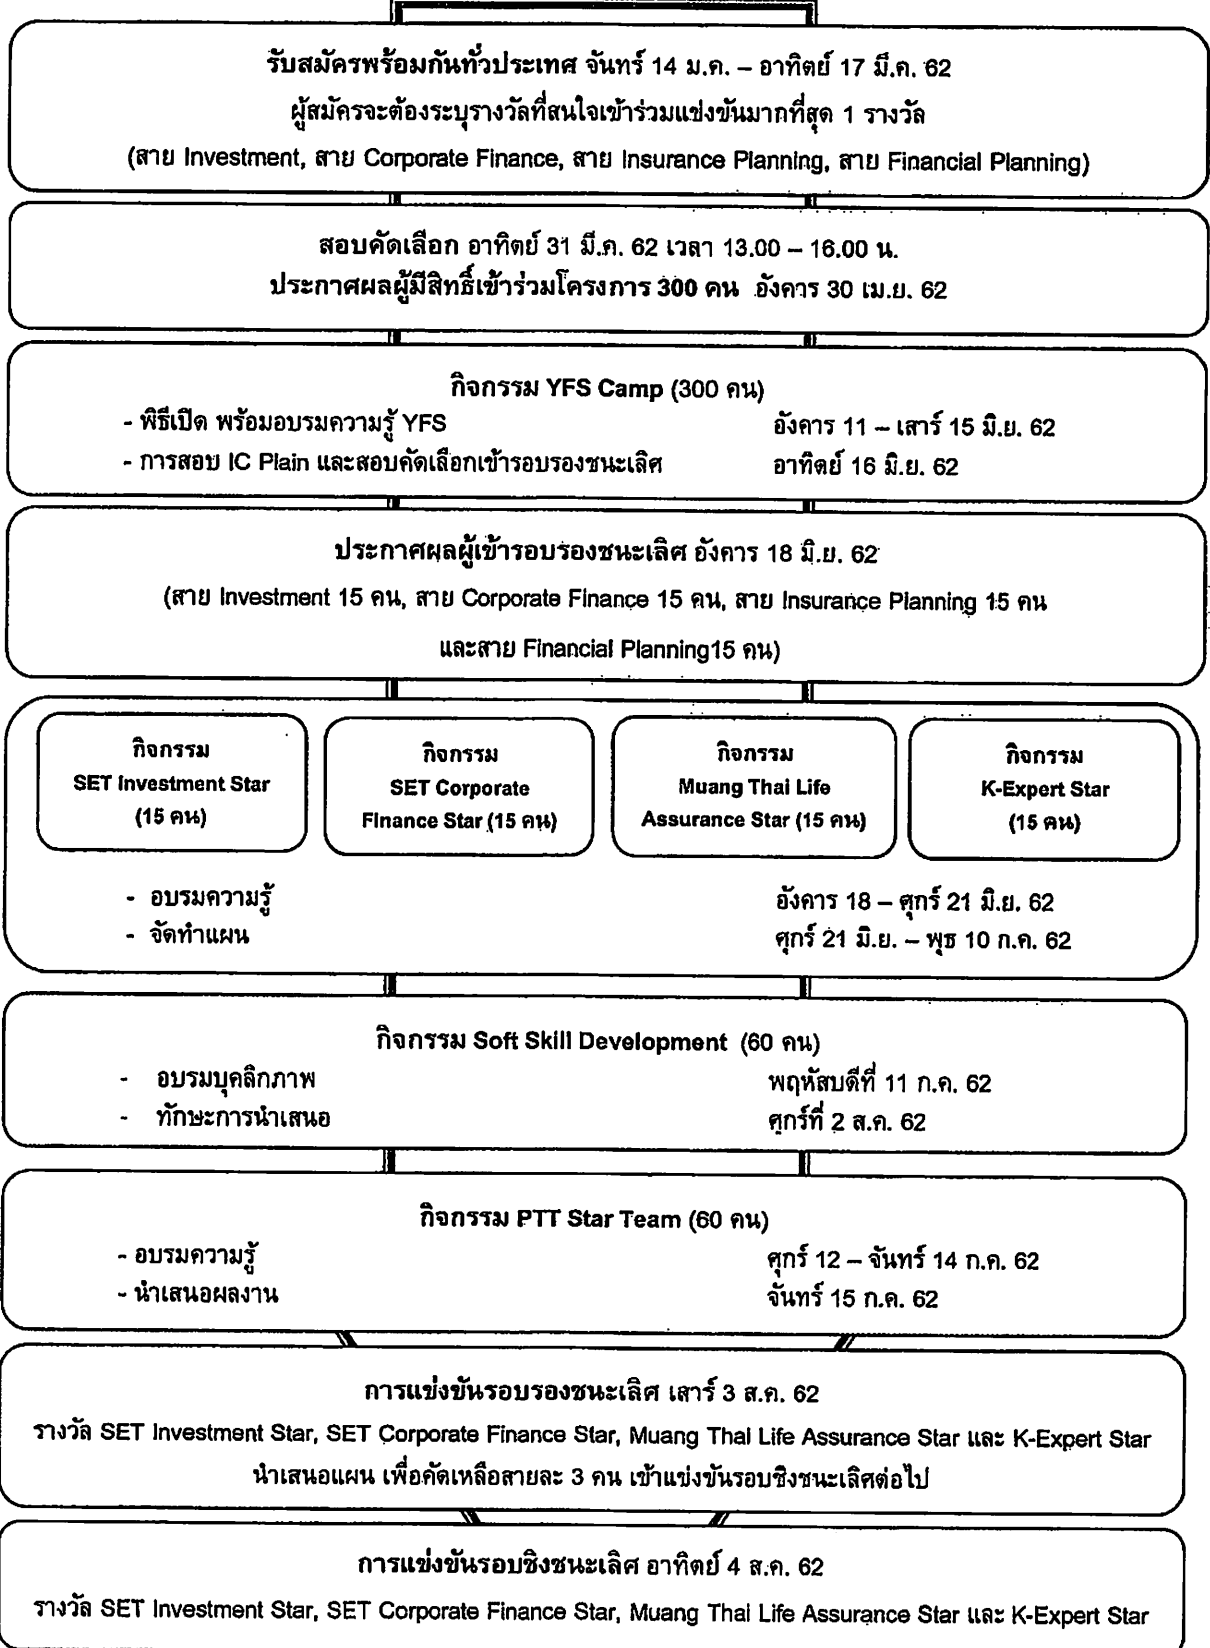 รับสมัครพร้อมกันทั่วประเทศ จันทร์ 14 ม.ค. – อาทิตย์ 17 มี.ค. 62
ผู้สมัครจะต้องระบุรางวัลที่สนใจเข้าร่วมแข่งขันมากที่สุด 1 รางวัล
(สาย Investment, สาย Corporate Finance, สาย Insurance Planning, สาย Financial Planning)
สอบคัดเลือก อาทิตย์ 31 มี.ค. 62 เวลา 13.00 – 16.00 น.
ประกาศผลผู้มีสิทธิ์เข้าร่วมโครงการ 300 คน อังคาร 30 เม.ย. 62
กิจกรรม YFS Camp (300 คน)
- พิธีเปิด พร้อมอบรมความรู้ YFS อังคาร 11 – เสาร์ 15 มิ.ย. 62
- การสอบ IC Plain และสอบคัดเลือกเข้ารอบรองชนะเลิศ อาทิตย์ 16 มิ.ย. 62
ประกาศผลผู้เข้ารอบรองชนะเลิศ อังคาร 18 มิ.ย. 62
(สาย Investment 15 คน, สาย Corporate Finance 15 คน, สาย Insurance Planning 15 คน
และสาย Financial Planning15 คน)
กิจกรรม
SET Investment Star
(15 คน)
กิจกรรม
SET Corporate
Finance Star (15 คน)
กิจกรรม
Muang Thai Life
Assurance Star (15 คน)
กิจกรรม
K-Expert Star
(15 คน)
- อบรมความรู้ อังคาร 18 – ศุกร์ 21 มิ.ย. 62
- จัดทำแผน ศุกร์ 21 มิ.ย. – พุธ 10 ก.ค. 62
กิจกรรม Soft Skill Development (60 คน)
- อบรมบุคลิกภาพ พฤหัสบดีที่ 11 ก.ค. 62
- ทักษะการนำเสนอ ศุกร์ที่ 2 ส.ค. 62
กิจกรรม PTT Star Team (60 คน)
- อบรมความรู้ ศุกร์ 12 – จันทร์ 14 ก.ค. 62
- นำเสนอผลงาน จันทร์ 15 ก.ค. 62
การแข่งขันรอบรองชนะเลิศ เสาร์ 3 ส.ค. 62
รางวัล SET Investment Star, SET Corporate Finance Star, Muang Thai Life Assurance Star และ K-Expert Star
นำเสนอแผน เพื่อคัดเหลือสายละ 3 คน เข้าแข่งขันรอบชิงชนะเลิศต่อไป
การแข่งขันรอบชิงชนะเลิศ อาทิตย์ 4 ส.ค. 62
รางวัล SET Investment Star, SET Corporate Finance Star, Muang Thai Life Assurance Star และ K-Expert Star